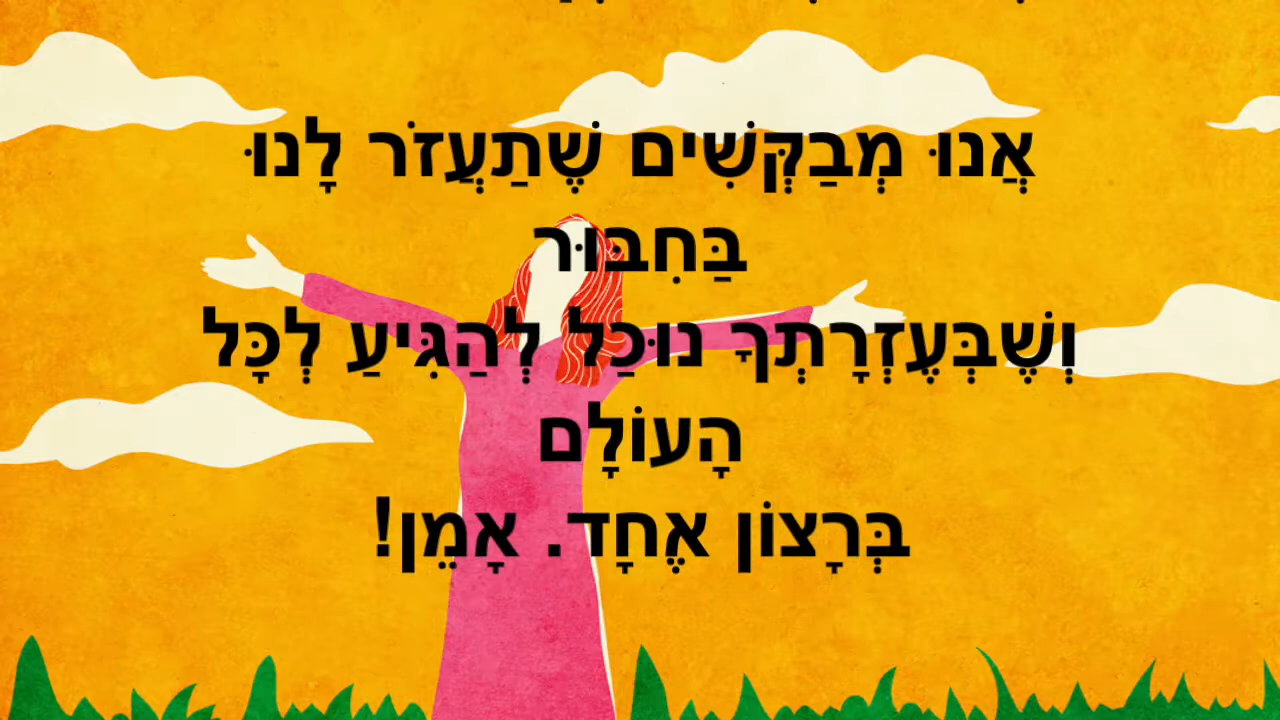 אֲנוּ מְבַקְּשִׁים שֶׁתַעֲזֹר לָנוּ
בַּחִבּוּר
וְשֶׁבְּעֶזְרָתְךָ נוּכַל לְהַגִּיעַ לְכָּל
הָעוֹלָם
בְּרָצוֹן אֶחָד. אָמֵן!